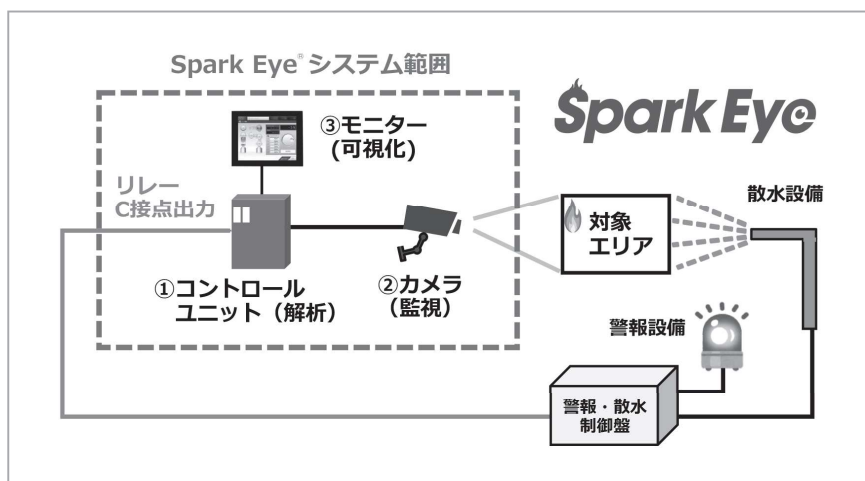 Spark Eye®システム範囲
Spark Eye
③モニター
(可視化)
リレー
C接点出力
①コントロール
ユニット（解析）
②カメラ
（監視）
対象
エリア
散水設備
警報設備
警報・散水
制御盤